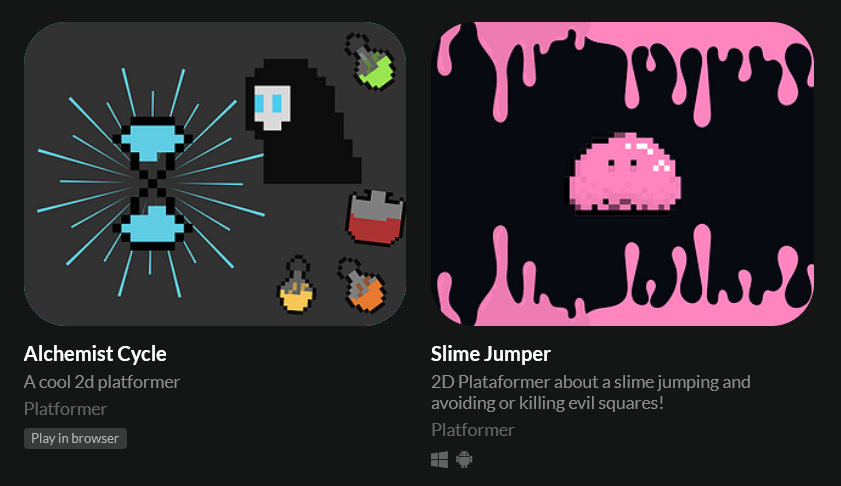 Alchemist Cycle
A cool 2d platformer
Platformer
Play in browser
Slime Jumper
2D Plataformer about a slime jumping and
avoiding or killing evil squares!
Platformer